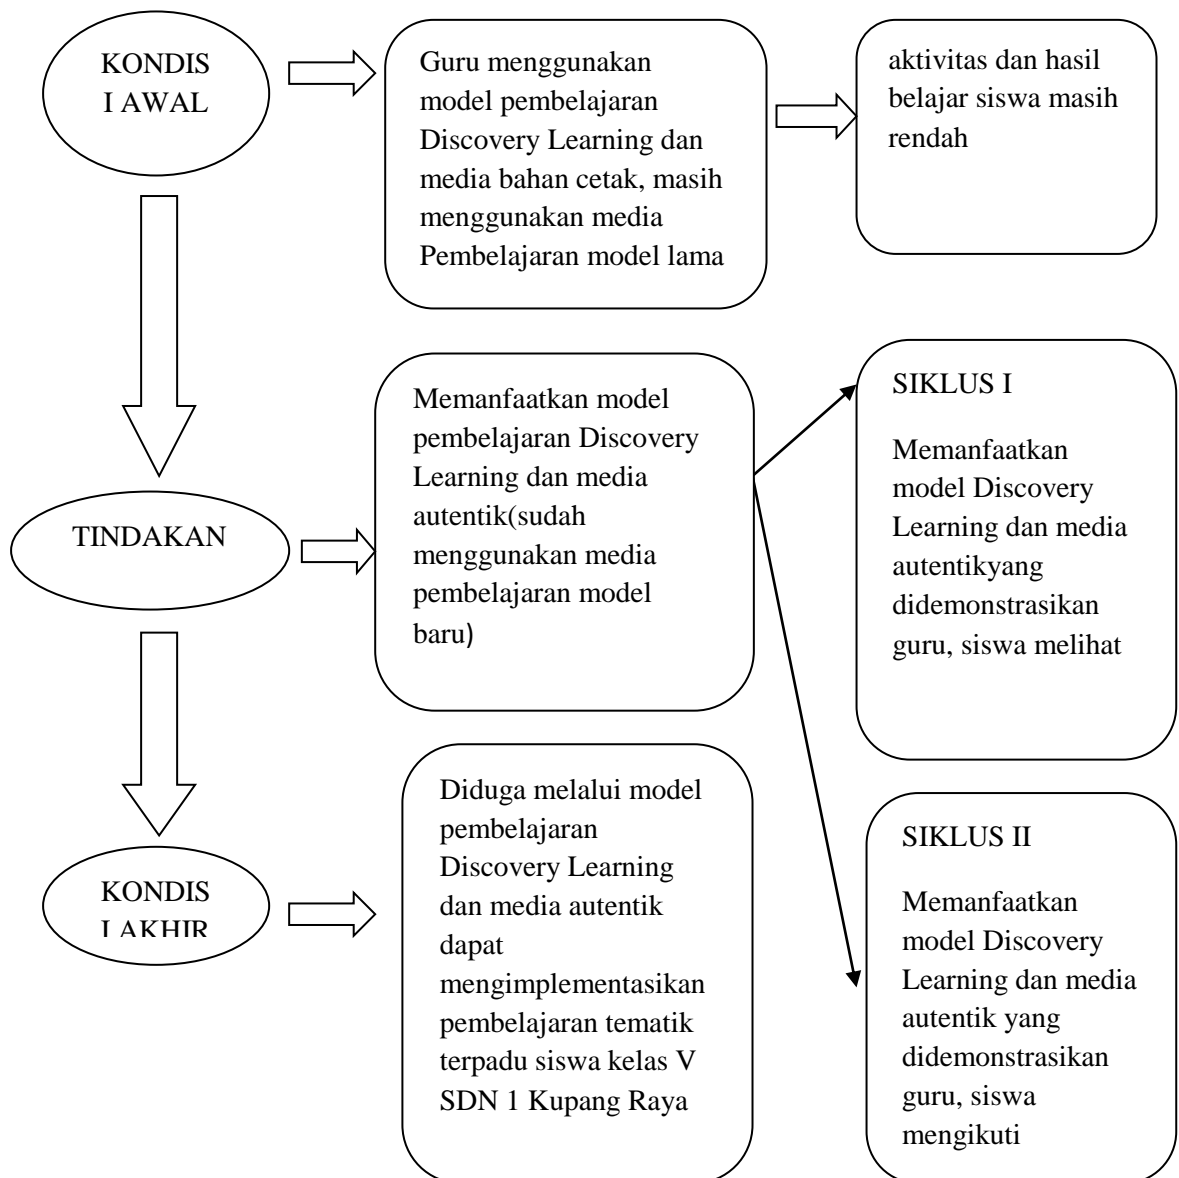 KONDIS
I AWAL
Guru menggunakan
model pembelajaran
Discovery Learning dan
media bahan cetak, masih
menggunakan media
Pembelajaran model lama
aktivitas dan hasil
belajar siswa masih
rendah
TINDAKAN
Memanfaatkan model
pembelajaran Discovery
Learning dan media
autentik(sudah
menggunakan media
pembelajaran model
baru)
SIKLUS I
Memanfaatkan
model Discovery
Learning dan media
autentikyang
didemonstrasikan
guru, siswa melihat
SIKLUS II
Memanfaatkan
model Discovery
Learning dan media
autentik yang
didemonstrasikan
guru, siswa
mengikuti
KONDIS
I AKHIR
Diduga melalui model
pembelajaran
Discovery Learning
dan media autentik
dapat
mengimplementasikan
pembelajaran tematik
terpadu siswa kelas V
SDN 1 Kupang Raya